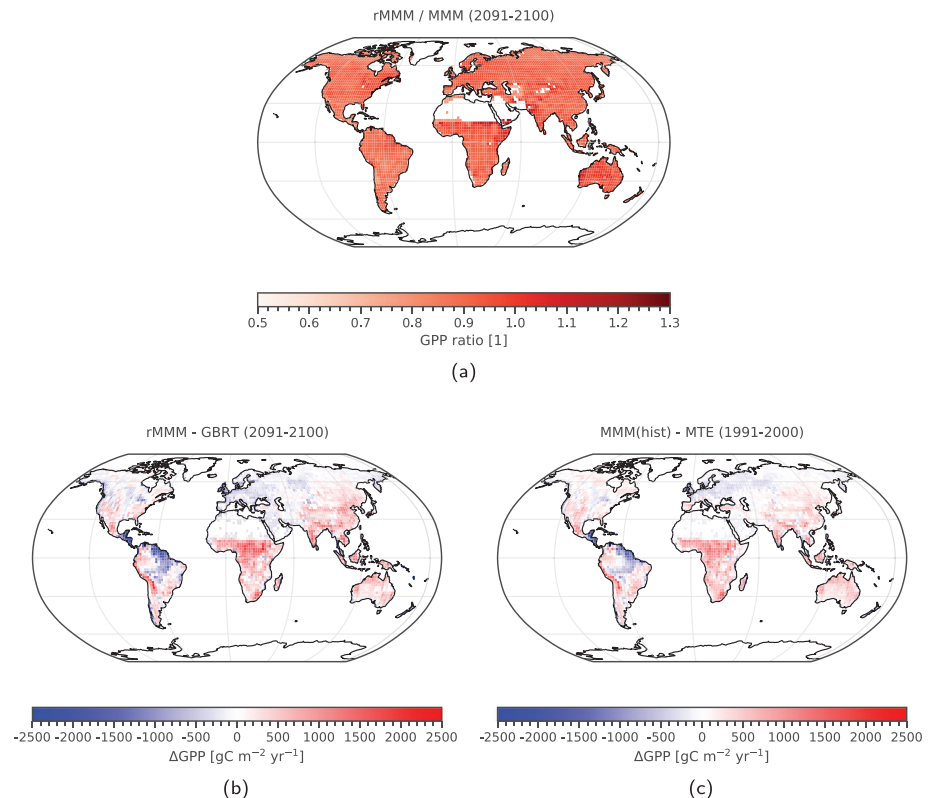 rMMM / MMM (2091-2100)
0.5 0.6 0.7 0.8 0.9 1.0 1.1 1.2 1.3
GPP ratio [1]
(a)
rMMM - GBRT (2091-2100)
-2500 -2000 -1500 -1000 -500 0 500 1000 1500 2000 2500
ΔGPP [gC m⁻² yr⁻¹]
(b)
MMM(hist) - MTE (1991-2000)
-2500 -2000 -1500 -1000 -500 0 500 1000 1500 2000 2500
ΔGPP [gC m⁻² yr⁻¹]
(c)